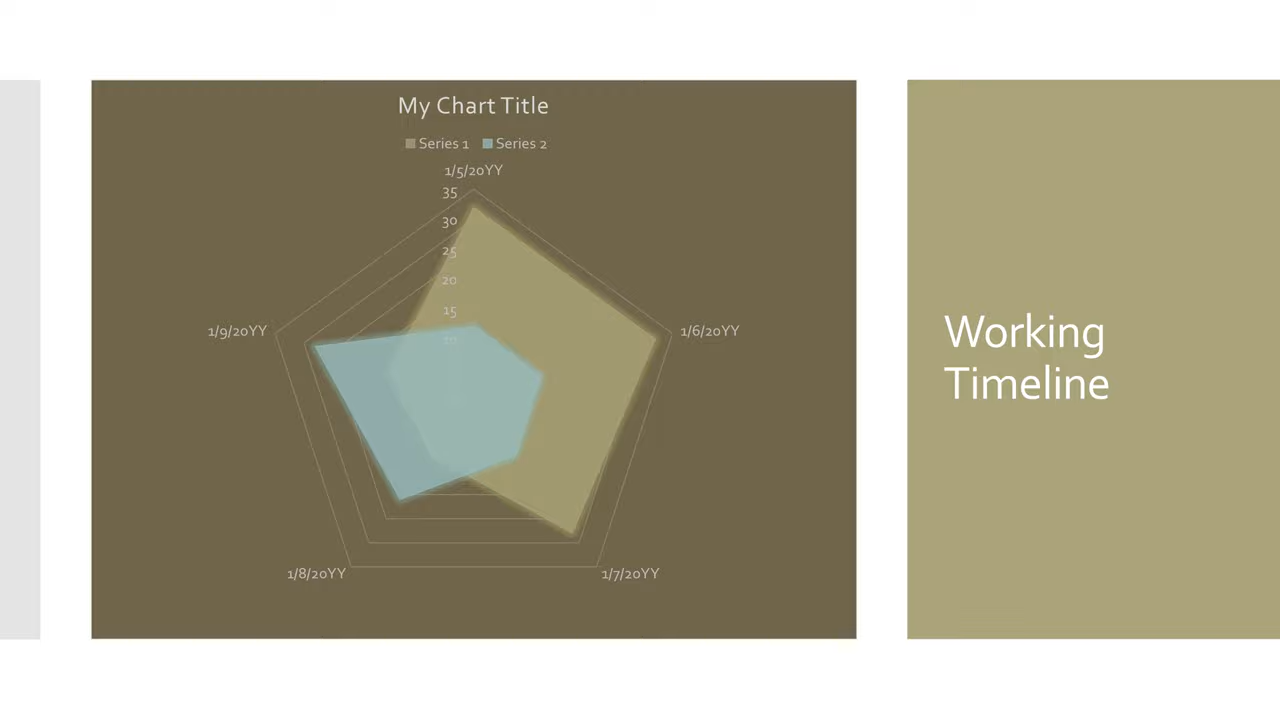 My Chart Title
Series 1 Series 2
1/5/20YY
35
30
25
20
15
10
1/9/20YY
1/6/20YY
1/8/20YY
1/7/20YY
Working
Timeline